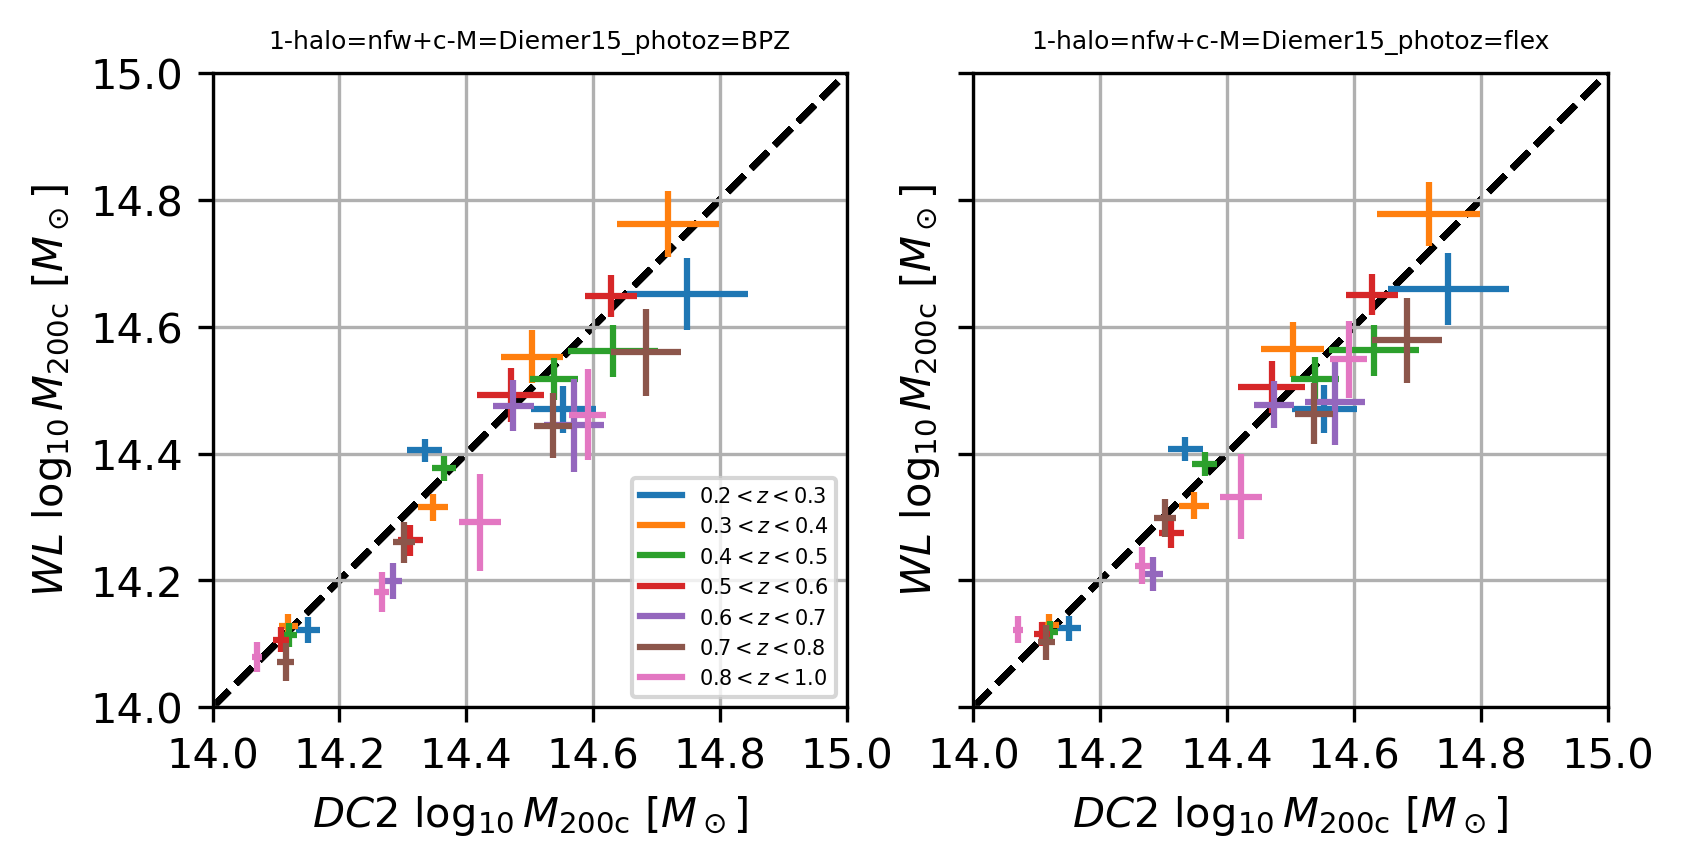 1-halo=nfw+c-M=Diemer15_photoz=BPZ
1-halo=nfw+c-M=Diemer15_photoz=flex
15.0
14.8
14.6
14.4
14.2
14.0
WL log₁₀ M₂₀₀c [M⊙]
WL log₁₀ M₂₀₀c [M⊙]
0.2 < z < 0.3
0.3 < z < 0.4
0.4 < z < 0.5
0.5 < z < 0.6
0.6 < z < 0.7
0.7 < z < 0.8
0.8 < z < 1.0
14.0 14.2 14.4 14.6 14.8 15.0
14.0 14.2 14.4 14.6 14.8 15.0
DC2 log₁₀ M₂₀₀c [M⊙]
DC2 log₁₀ M₂₀₀c [M⊙]